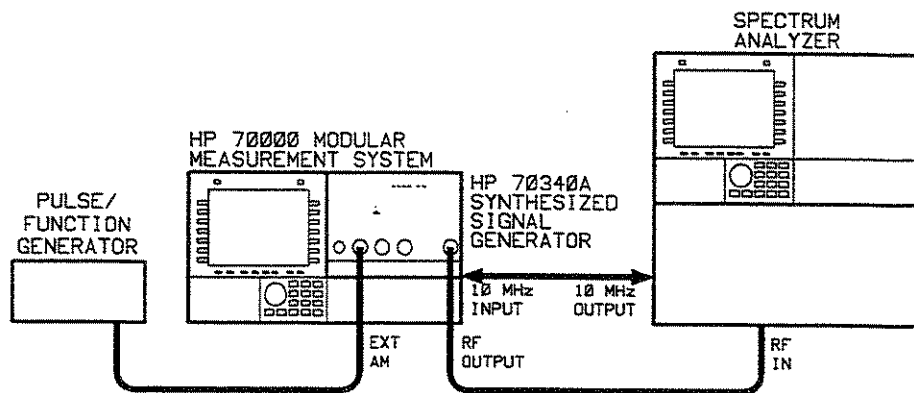 SPECTRUM
ANALYZER
HP 70000 MODULAR
MEASUREMENT SYSTEM
HP 70340A
SYNTHESIZED
SIGNAL
GENERATOR
PULSE/
FUNCTION
GENERATOR
10 MHz
INPUT
10 MHz
OUTPUT
EXT
AM
RF
OUTPUT
RF
IN